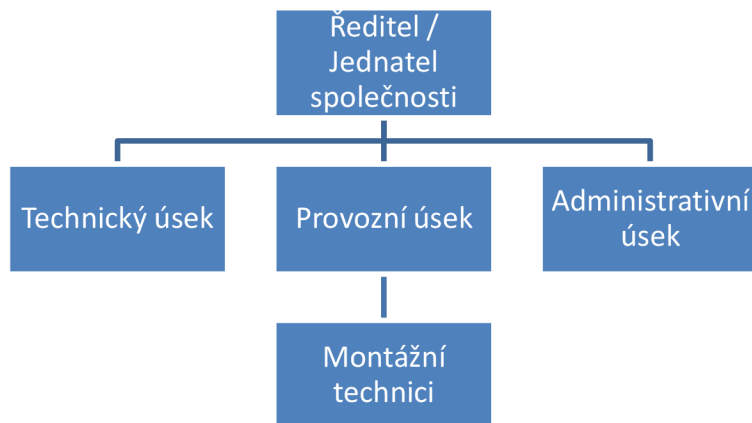 Ředitel /
Jednatel
společnosti
Technický úsek
Provozní úsek
Administrativní
úsek
Montážní
technici